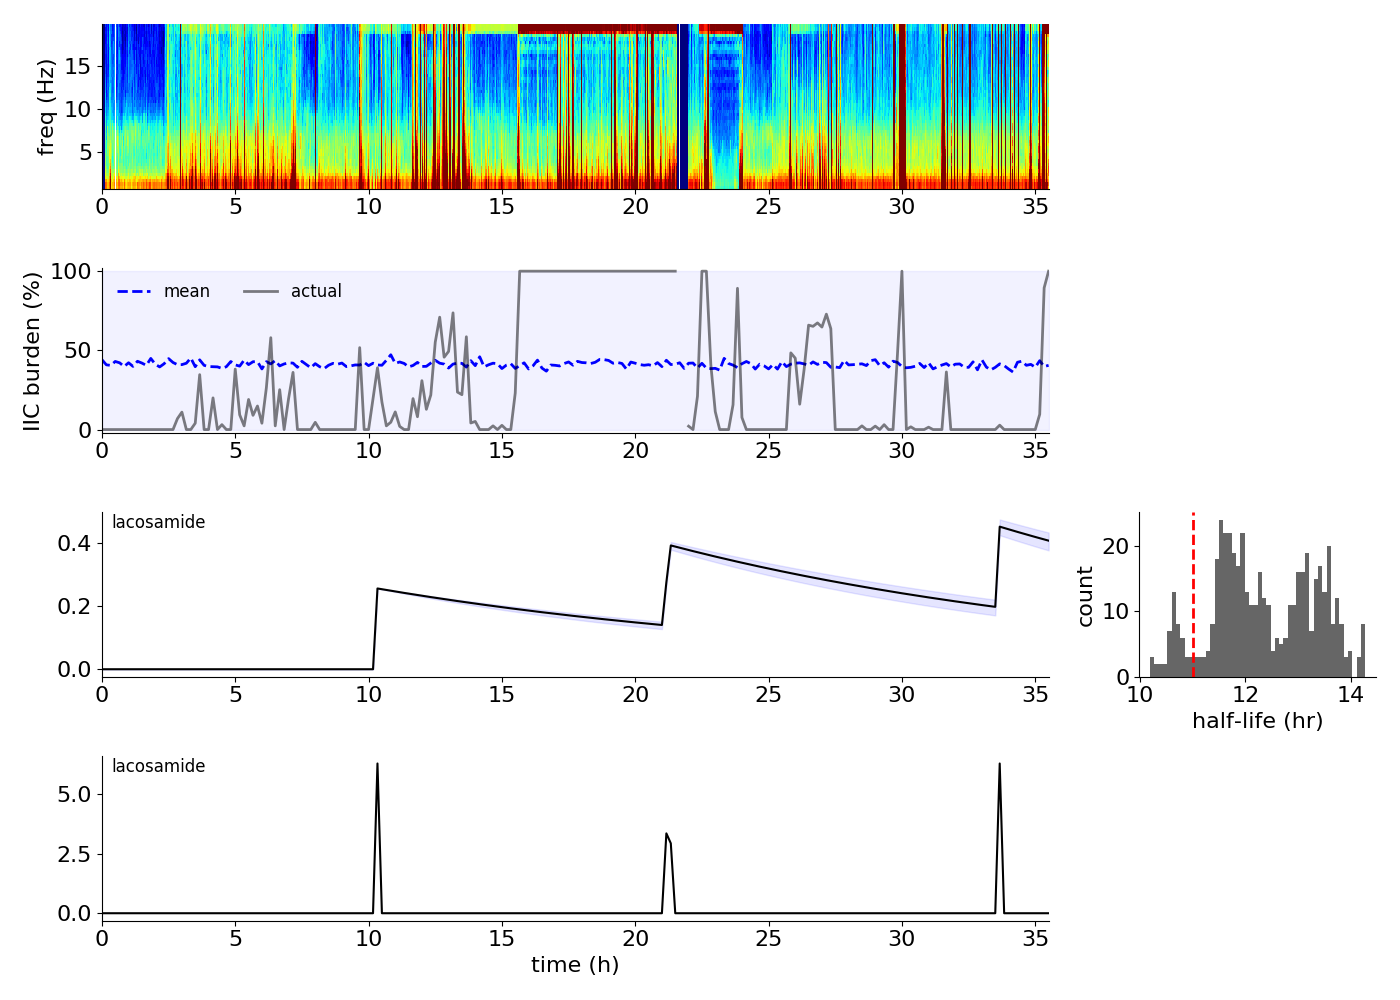 freq (Hz)
15
10
5
0 5 10 15 20 25 30 35
IIC burden (%)
100
50
0
mean actual
0 5 10 15 20 25 30 35
lacosamide
0.4
0.2
0.0
0 5 10 15 20 25 30 35
count
20
10
0
10 12 14
half-life (hr)
lacosamide
5.0
2.5
0.0
0 5 10 15 20 25 30 35
time (h)